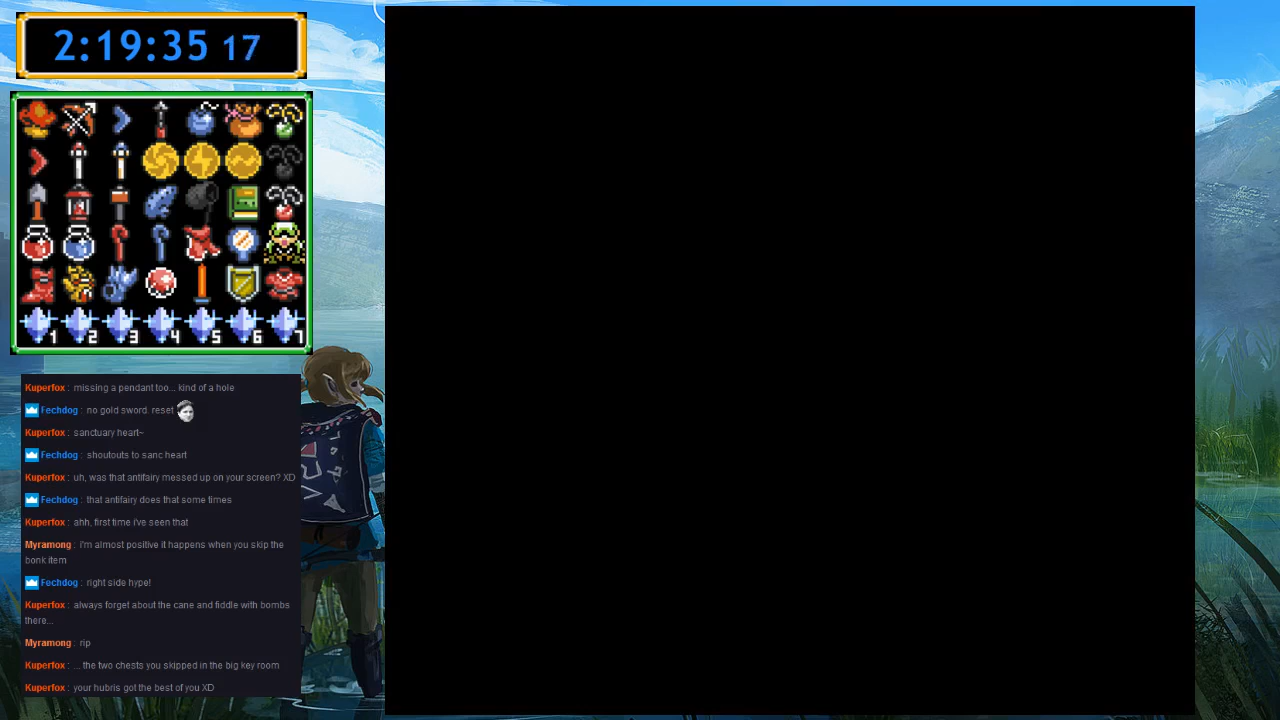 2:19:35 17
1 2 3 4 5 6 7
Kuperfox : missing a pendant too... kind of a hole
Fechdog : no gold sword. reset
Kuperfox : sanctuary heart~
Fechdog : shoutouts to sanc heart
Kuperfox : uh, was that antifairy messed up on your screen? XD
Fechdog : that antifairy does that some times
Kuperfox : ahh, first time i've seen that
Myramong : i'm almost positive it happens when you skip the
bonk item
Fechdog : right side hype!
Kuperfox : always forget about the cane and fiddle with bombs
there...
Myramong : rip
Kuperfox : ... the two chests you skipped in the big key room
Kuperfox : your hubris got the best of you XD